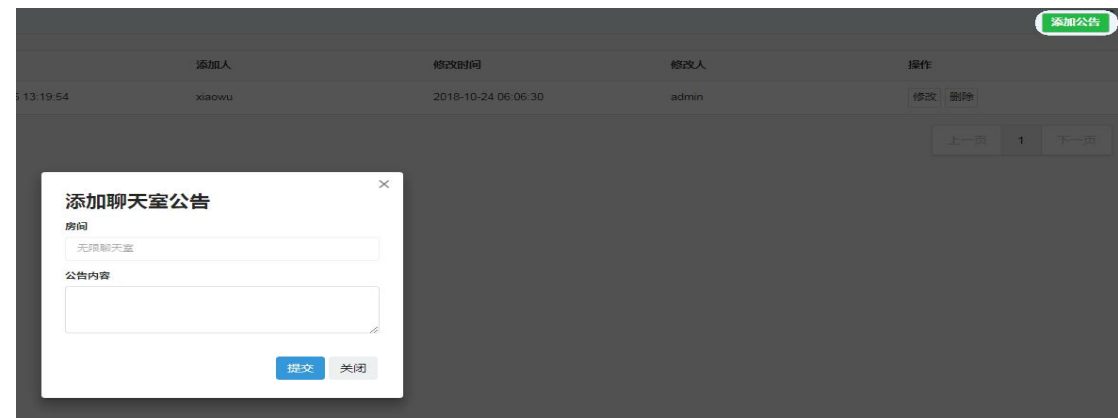 添加公告
添加人 修改时间 修改人 操作
13:19:54 xiaowu 2018-10-24 06:06:30 admin 修改 删除
上一页 1 下一页
×
添加聊天室公告
房间
无限聊天室
公告内容
提交 关闭